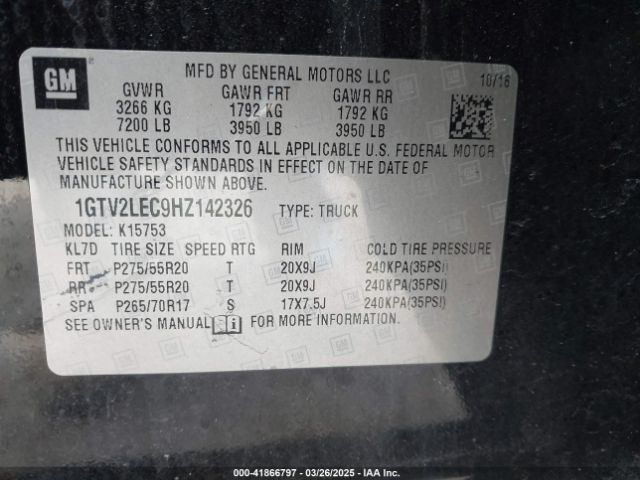 GM
MFD BY GENERAL MOTORS LLC 10/16
GVWR GAWR FRT GAWR RR
3266 KG 1792 KG 1792 KG
7200 LB 3950 LB 3950 LB
THIS VEHICLE CONFORMS TO ALL APPLICABLE U.S. FEDERAL MOTOR
VEHICLE SAFETY STANDARDS IN EFFECT ON THE DATE OF
MANUFACTURE SHOWN ABOVE.
1GTV2LEC9HZ142326 TYPE: TRUCK
MODEL: K15753
KL7D TIRE SIZE SPEED RTG RIM COLD TIRE PRESSURE
FRT P275/55R20 T 20X9J 240KPA(35PSI)
RR P275/55R20 T 20X9J 240KPA(35PSI)
SPA P265/70R17 S 17X7.5J 240KPA(35PSI)
SEE OWNER'S MANUAL i FOR MORE INFORMATION.
000-41866797 - 03/26/2025 - IAAI.CA